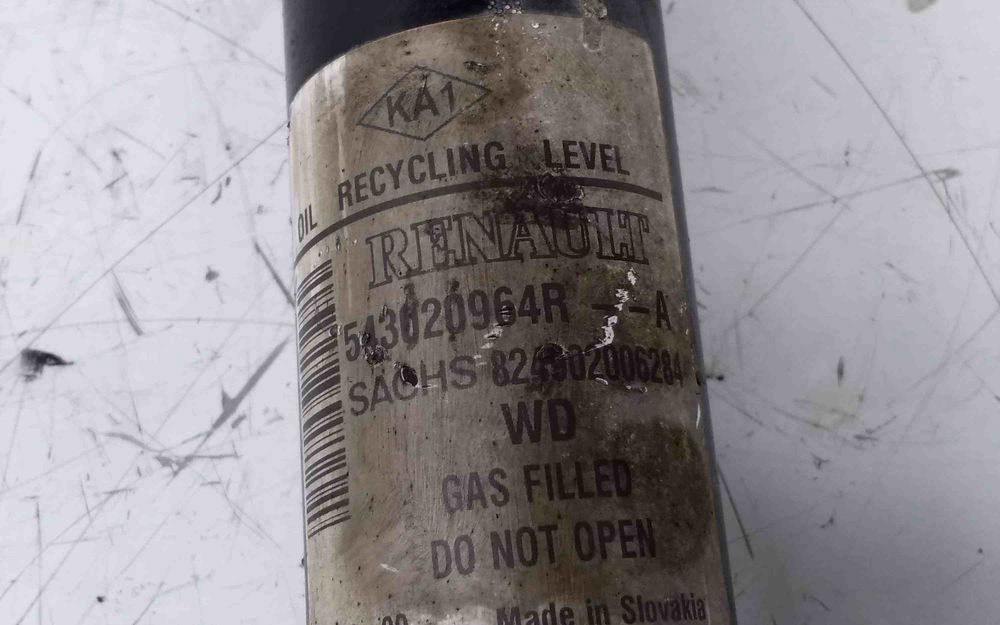 KA1
OIL RECYCLING LEVEL
RENAULT
543020964R --A
SACHS
WD
GAS FILLED
DO NOT OPEN
Made in Slovakia